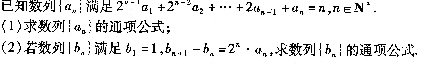 已知数列{aₙ}满足2ⁿ⁻¹a₁+2ⁿ⁻²a₂+⋯+2aₙ₋₁+aₙ=n,n∈N*.
(1)求数列{aₙ}的通项公式;
(2)若数列{bₙ}满足b₁=1,bₙ₊₁-bₙ=2ⁿ·aₙ,求数列{bₙ}的通项公式.